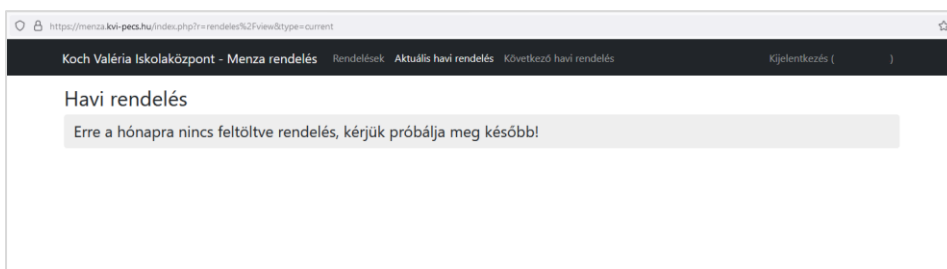 https://menza.kvi-pecs.hu/index.php?r=rendeles%2Fview&type=current
Koch Valéria Iskolaközpont - Menza rendelés Rendelések Aktuális havi rendelés Következő havi rendelés Kijelentkezés ( )
Havi rendelés
Erre a hónapra nincs feltöltve rendelés, kérjük próbálja meg később!